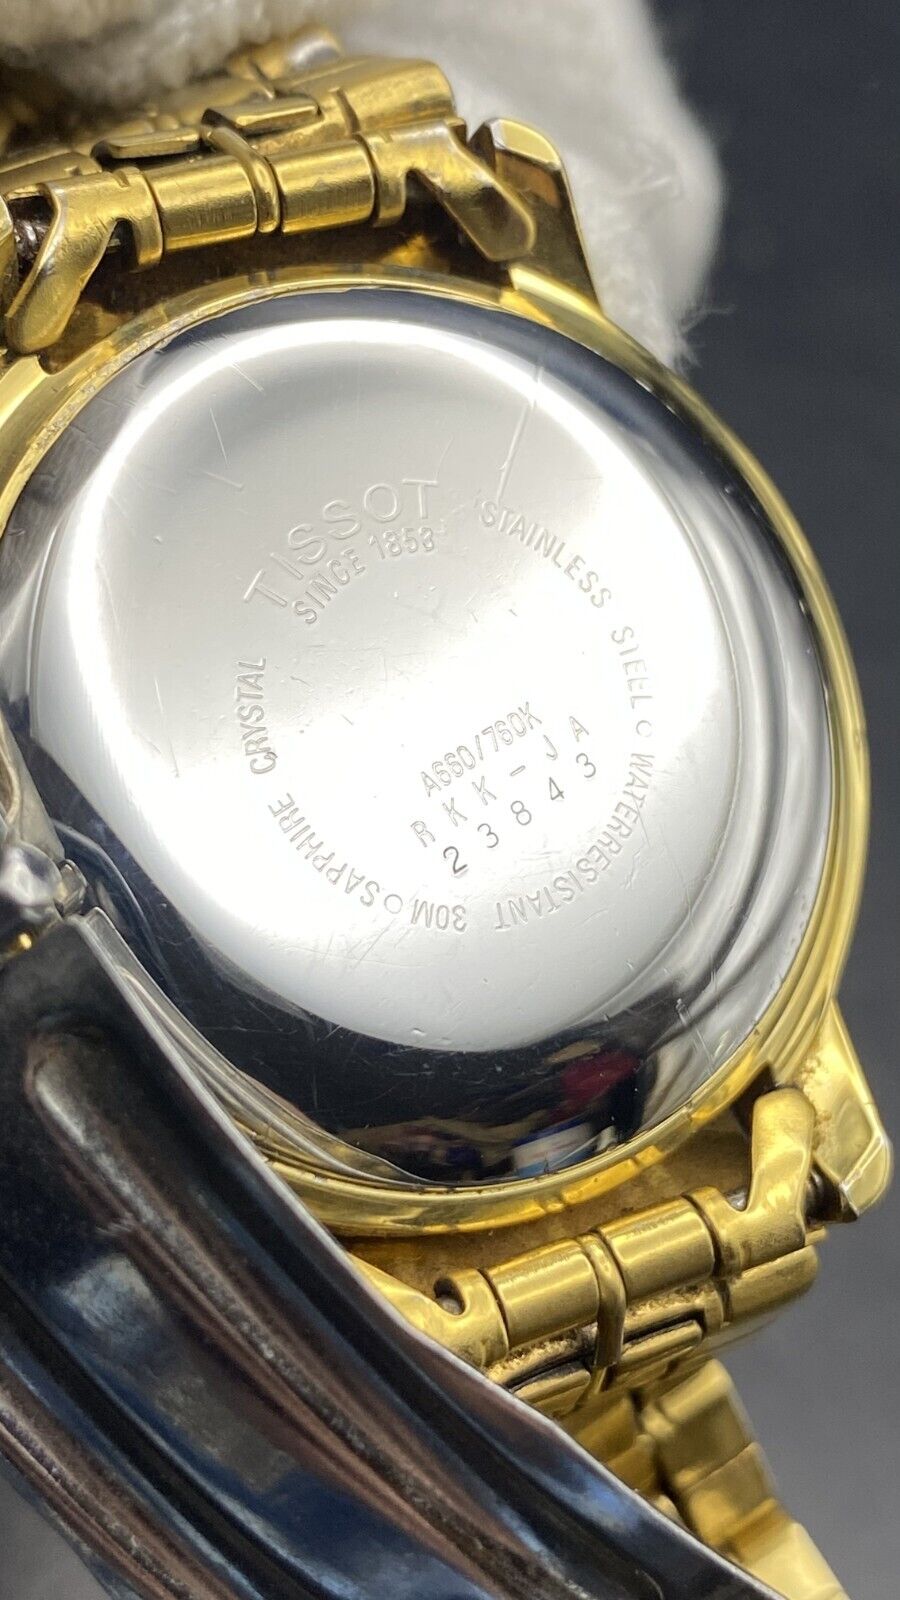 TISSOT
SINCE 1853
STAINLESS STEEL O WATERRESISTANT 30M O SAPPHIRE CRYSTAL
A660/760K
RKK-JA
23843